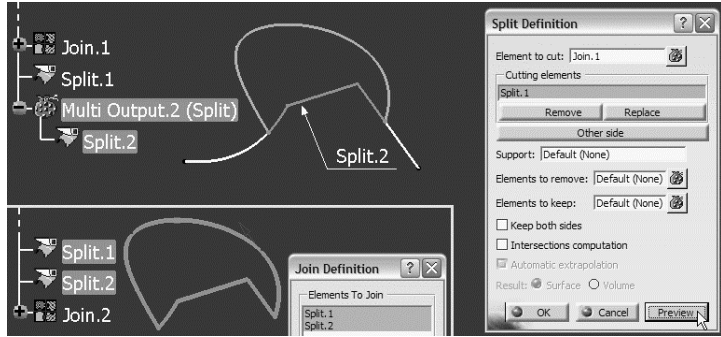 Join.1
Split.1
Multi Output.2 (Split)
Split.2
Split.2
Split Definition
?
Element to cut: Join.1
Cutting elements
Split.1
Remove Replace
Other side
Support: Default (None)
Elements to remove: Default (None)
Elements to keep: Default (None)
Keep both sides
Intersections computation
Automatic extrapolation
Result: Surface Volume
OK Cancel Preview
Split.1
Split.2
Join.2
Join Definition
?
Elements To Join
Split.1
Split.2